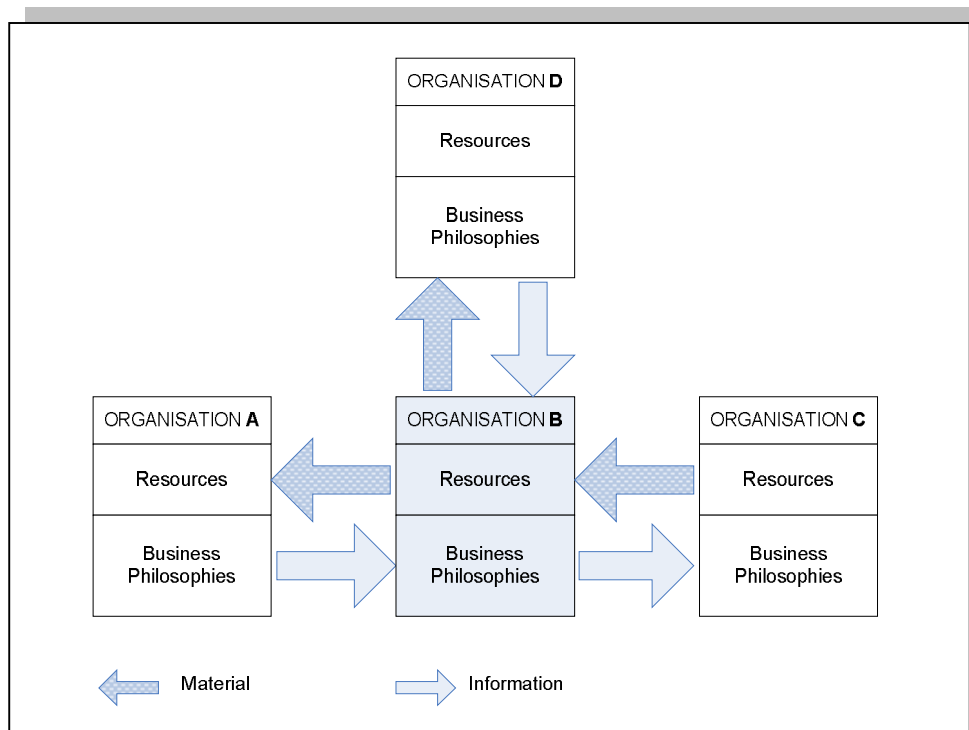 ORGANISATION D
Resources
Business
Philosophies
ORGANISATION A
Resources
Business
Philosophies
ORGANISATION B
Resources
Business
Philosophies
ORGANISATION C
Resources
Business
Philosophies
Material
Information